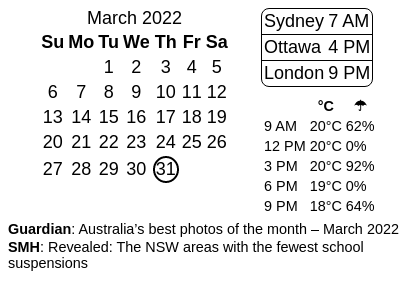 March 2022
Su Mo Tu We Th Fr Sa
1 2 3 4 5
6 7 8 9 10 11 12
13 14 15 16 17 18 19
20 21 22 23 24 25 26
27 28 29 30 31
Sydney 7 AM
Ottawa 4 PM
London 9 PM
°C ☂
9 AM 20°C 62%
12 PM 20°C 0%
3 PM 20°C 92%
6 PM 19°C 0%
9 PM 18°C 64%
Guardian: Australia’s best photos of the month – March 2022
SMH: Revealed: The NSW areas with the fewest school
suspensions